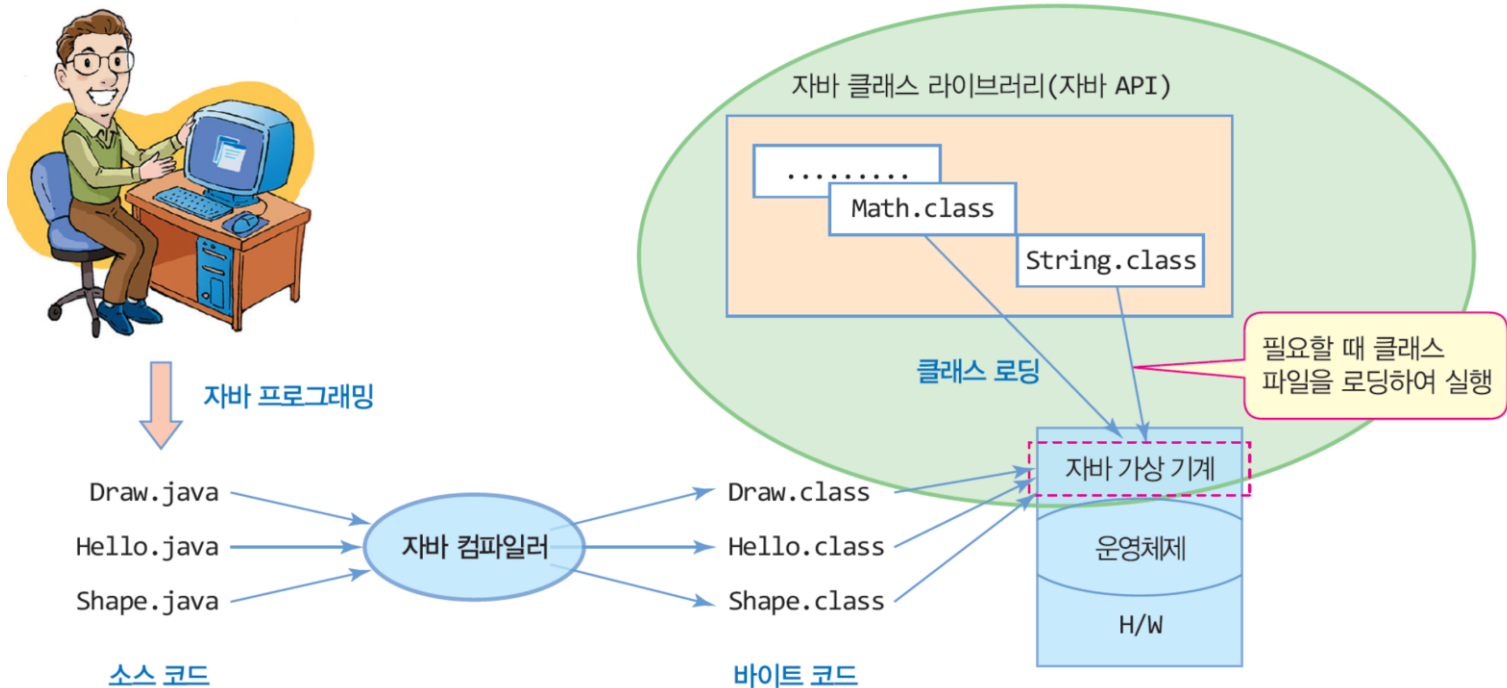 자바 클래스 라이브러리(자바 API)
.........
Math.class
String.class
클래스 로딩
필요할 때 클래스
파일을 로딩하여 실행
자바 프로그래밍
자바 가상 기계
운영체제
H/W
Draw.java
Hello.java
Shape.java
자바 컴파일러
Draw.class
Hello.class
Shape.class
소스 코드
바이트 코드